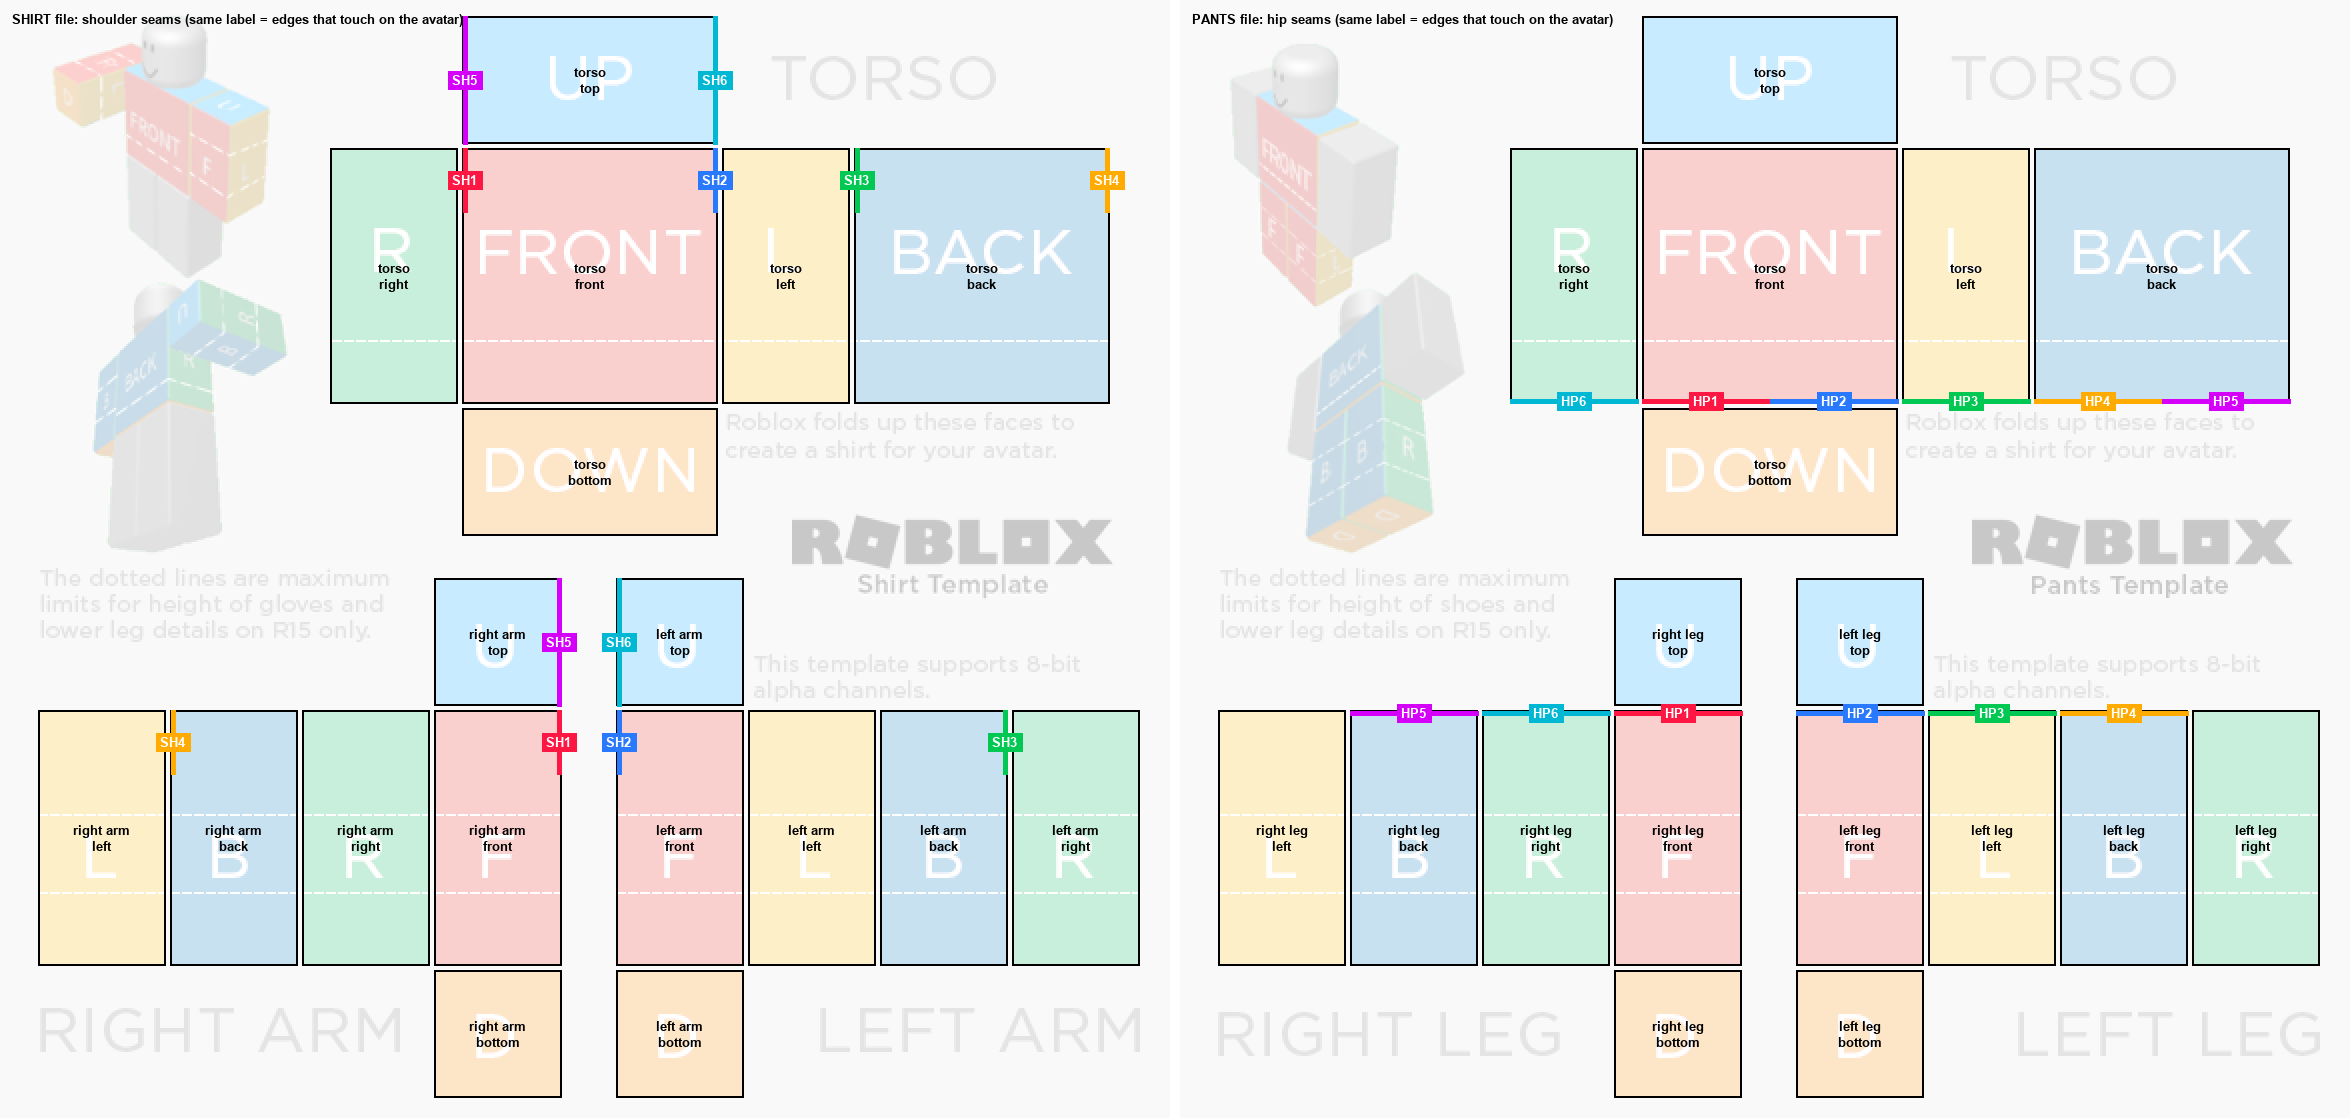 SHIRT file: shoulder seams (same label = edges that touch on the avatar)
UP
torso
top
SH5
SH6
TORSO
SH1
SH2
SH3
SH4
R
torso
right
FRONT
torso
front
L
torso
left
BACK
torso
back
DOWN
torso
bottom
Roblox folds up these faces to
create a shirt for your avatar.
ROBLOX
Shirt Template
The dotted lines are maximum
limits for height of gloves and
lower leg details on R15 only.
U
right arm
top
SH5
SH6
U
left arm
top
This template supports 8-bit
alpha channels.
SH4
SH1
SH2
SH3
L
right arm
left
B
right arm
back
R
right arm
right
F
right arm
front
F
left arm
front
L
left arm
left
B
left arm
back
R
left arm
right
RIGHT ARM
D
right arm
bottom
D
left arm
bottom
LEFT ARM
FRONT
F
L
U
BACK
R
B
PANTS file: hip seams (same label = edges that touch on the avatar)
UP
torso
top
TORSO
R
torso
right
FRONT
torso
front
L
torso
left
BACK
torso
back
HP6
HP1
HP2
HP3
HP4
HP5
DOWN
torso
bottom
Roblox folds up these faces to
create a shirt for your avatar.
ROBLOX
Pants Template
The dotted lines are maximum
limits for height of shoes and
lower leg details on R15 only.
U
right leg
top
U
left leg
top
This template supports 8-bit
alpha channels.
HP5
HP6
HP1
HP2
HP3
HP4
L
right leg
left
B
right leg
back
R
right leg
right
F
right leg
front
F
left leg
front
L
left leg
left
B
left leg
back
R
left leg
right
RIGHT LEG
D
right leg
bottom
D
left leg
bottom
LEFT LEG
FRONT
F
F
L
BACK
B
B
R
D